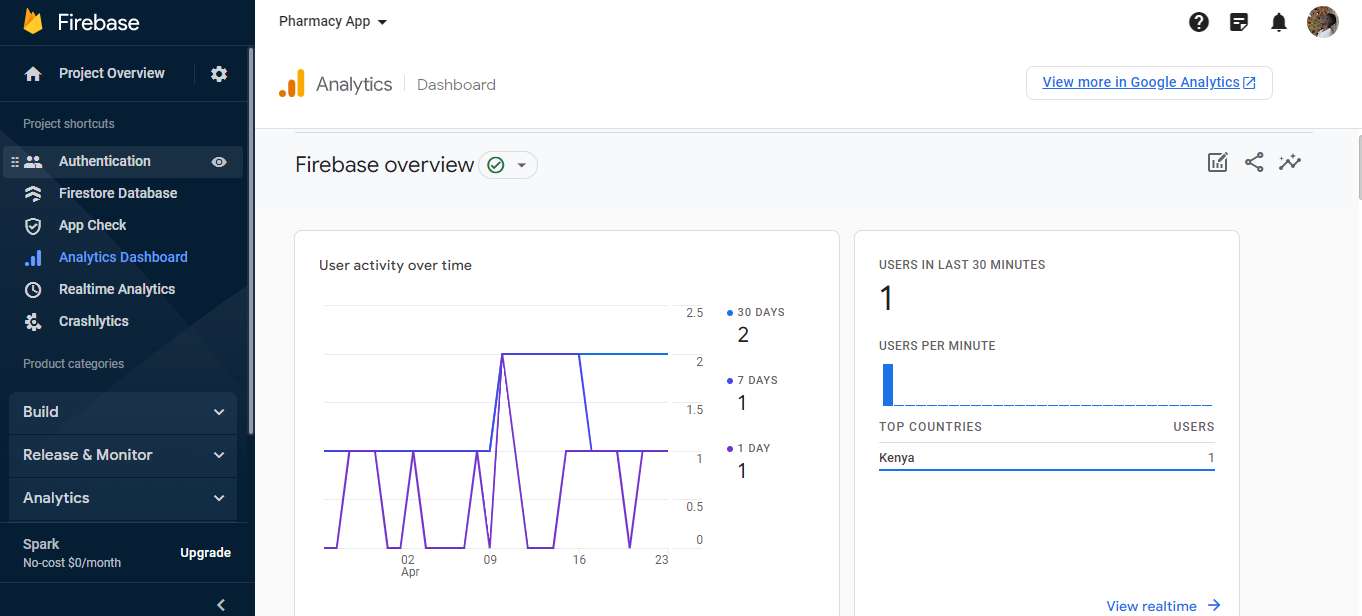 Firebase
Project Overview
Project shortcuts
Authentication
Firestore Database
App Check
Analytics Dashboard
Realtime Analytics
Crashlytics
Product categories
Build
Release & Monitor
Analytics
Spark
No-cost $0/month
Upgrade
Pharmacy App
Analytics
Dashboard
View more in Google Analytics
Firebase overview
User activity over time
2.5
2
1.5
1
0.5
0
02
Apr
09
16
23
30 DAYS
2
7 DAYS
1
1 DAY
1
USERS IN LAST 30 MINUTES
1
USERS PER MINUTE
TOP COUNTRIES USERS
Kenya 1
View realtime